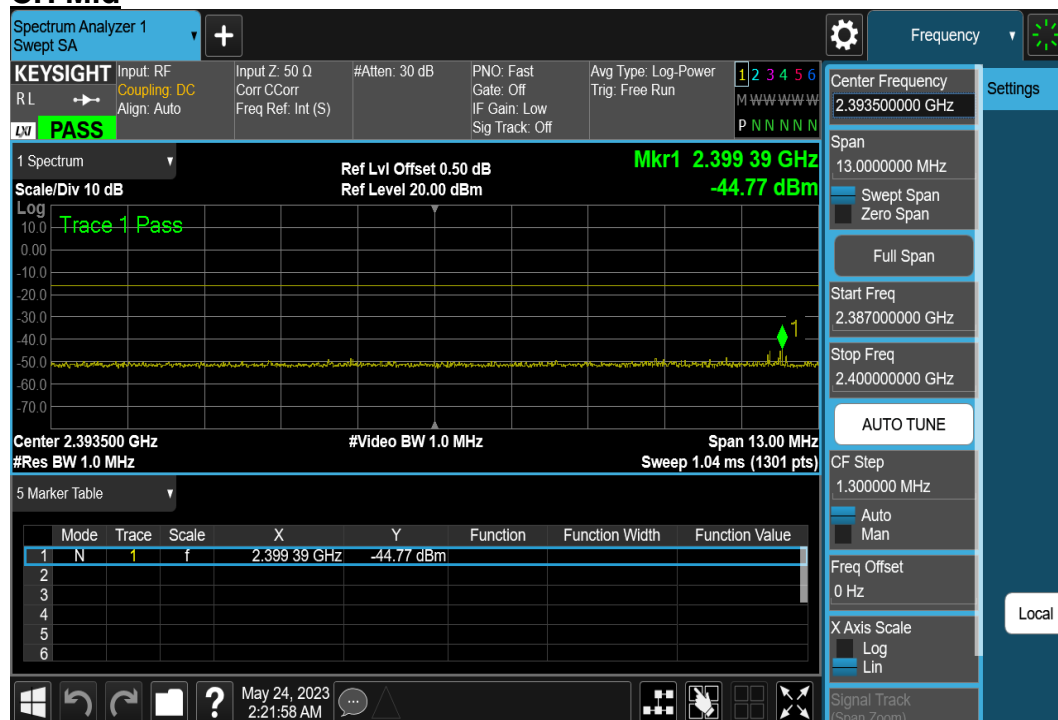 CH Mid
Spectrum Analyzer 1
Swept SA
+
Frequency
KEYSIGHT
R L
LXI PASS
Input: RF
Coupling: DC
Align: Auto
Input Z: 50 Ω
Corr CCorr
Freq Ref: Int (S)
#Atten: 30 dB
PNO: Fast
Gate: Off
IF Gain: Low
Sig Track: Off
Avg Type: Log-Power
Trig: Free Run
1 2 3 4 5 6
M W W W W W
P N N N N N
1 Spectrum
Scale/Div 10 dB
Ref Lvl Offset 0.50 dB
Ref Level 20.00 dBm
Mkr1 2.399 39 GHz
-44.77 dBm
Log
Trace 1 Pass
10.0
0.00
-10.0
-20.0
-30.0
-40.0
-50.0
-60.0
-70.0
1
Center 2.393500 GHz
#Res BW 1.0 MHz
#Video BW 1.0 MHz
Span 13.00 MHz
Sweep 1.04 ms (1301 pts)
5 Marker Table
Mode Trace Scale X Y Function Function Width Function Value
1 N 1 f 2.399 39 GHz -44.77 dBm
2
3
4
5
6
? May 24, 2023
2:21:58 AM
Center Frequency
2.393500000 GHz
Span
13.0000000 MHz
Swept Span
Zero Span
Full Span
Start Freq
2.387000000 GHz
Stop Freq
2.400000000 GHz
AUTO TUNE
CF Step
1.300000 MHz
Auto
Man
Freq Offset
0 Hz
X Axis Scale
Log
Lin
Signal Track
(Span Zoom)
Settings
Local